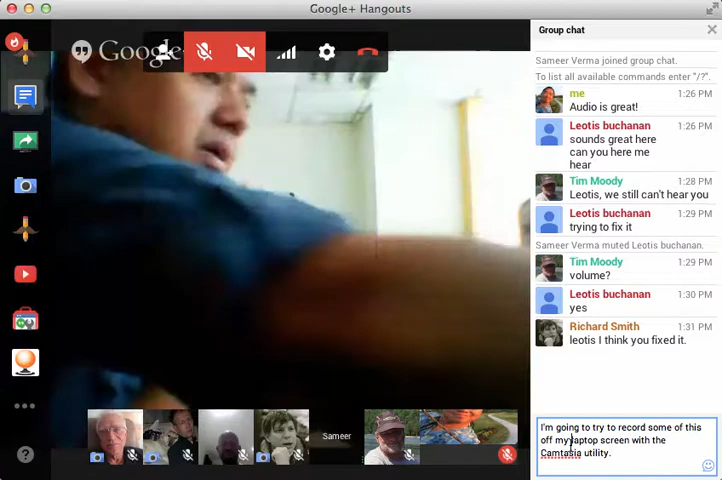 Google+ Hangouts
Google
Group chat
Sameer Verma joined group chat.
To list all available commands enter "/?"
me 1:26 PM
Audio is great!
Leotis buchanan 1:26 PM
sounds great here
can you here me
hear
Tim Moody 1:28 PM
Leotis, we still can't hear you
Leotis buchanan 1:29 PM
trying to fix it
Sameer Verma muted Leotis buchanan.
Tim Moody 1:29 PM
volume?
Leotis buchanan 1:30 PM
yes
Richard Smith 1:31 PM
leotis I think you fixed it.
Sameer
I'm going to try to record some of this
off my laptop screen with the
Camtasia utility.